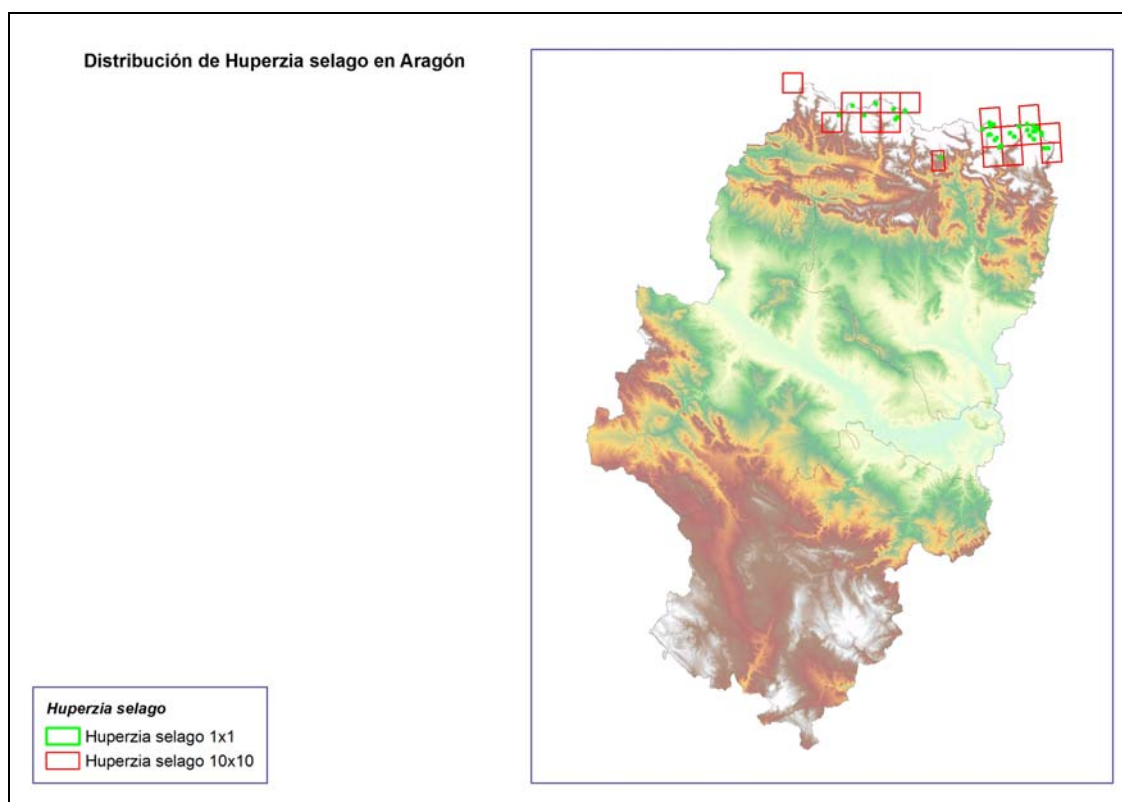 Distribución de Huperzia selago en Aragón
Huperzia selago
Huperzia selago 1x1
Huperzia selago 10x10